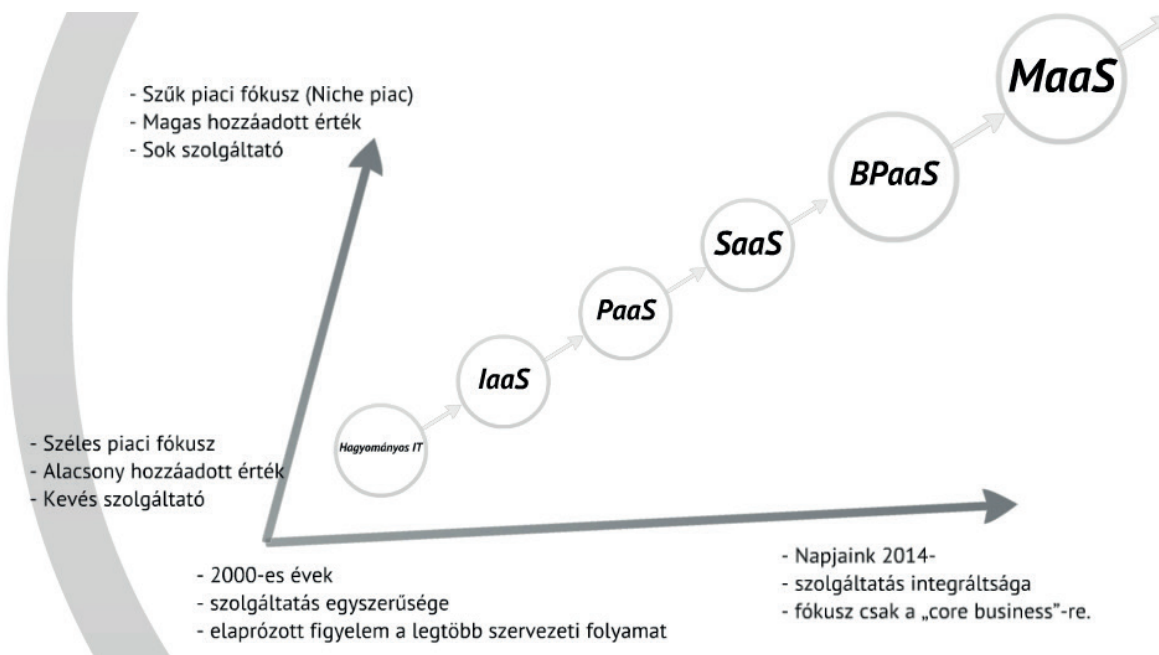 - Szűk piaci fókusz (Niche piac)
- Magas hozzáadott érték
- Sok szolgáltató
MaaS
BPaaS
SaaS
PaaS
IaaS
Hagyományos IT
- Széles piaci fókusz
- Alacsony hozzáadott érték
- Kevés szolgáltató
- 2000-es évek
- szolgáltatás egyszerűsége
- elaprózott figyelem a legtöbb szervezeti folyamat
- Napjaink 2014-
- szolgáltatás integráltsága
- fókusz csak a „core business"-re.